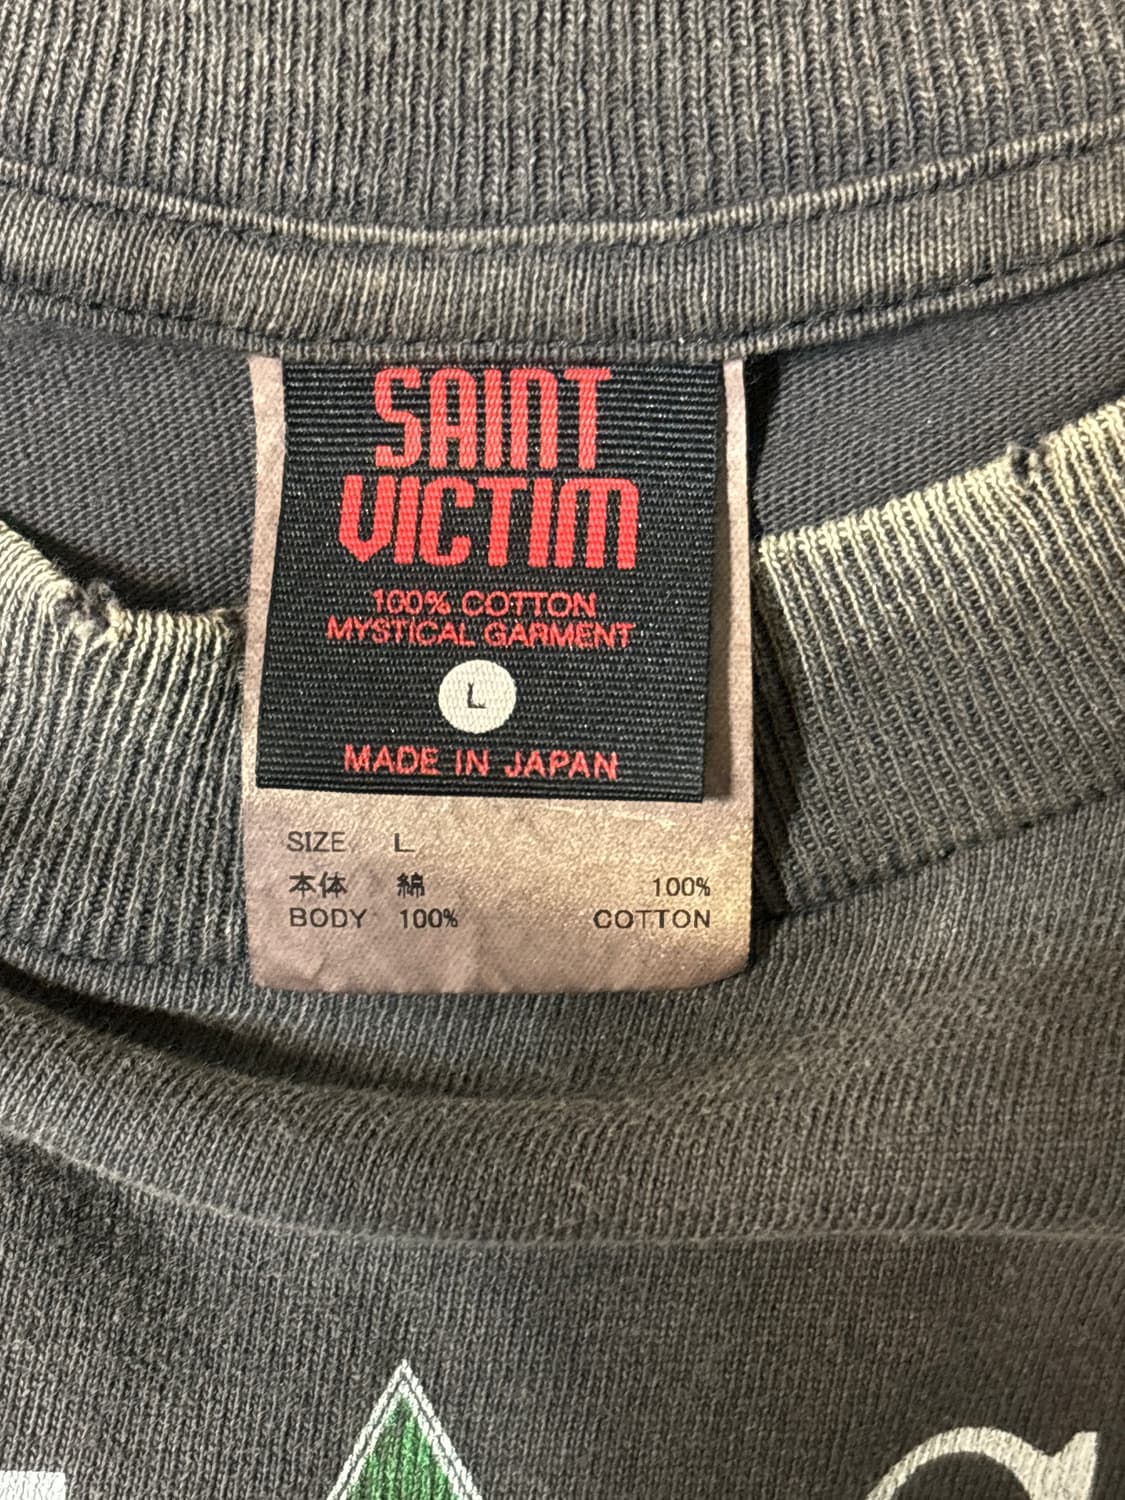 SAINT
VICTIM
100% COTTON
MYSTICAL GARMENT
L
MADE IN JAPAN
SIZE L
本体 綿 100%
BODY 100% COTTON